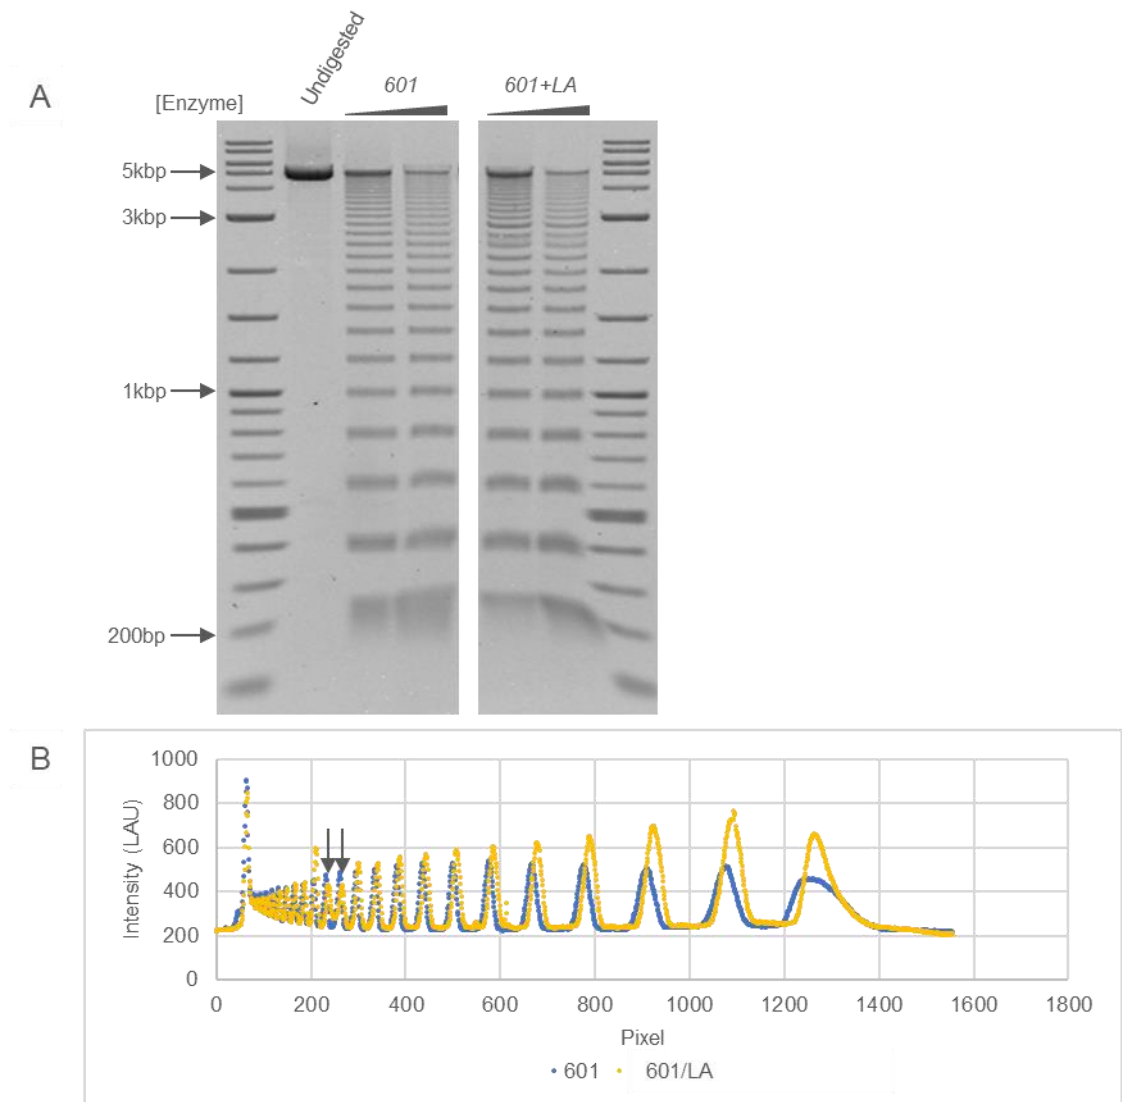 A
[Enzyme]
Undigested
601
601+LA
5kbp
3kbp
1kbp
200bp
B
Intensity (LAU)
1000
800
600
400
200
0
0 200 400 600 800 1000 1200 1400 1600 1800
Pixel
601 601/LA